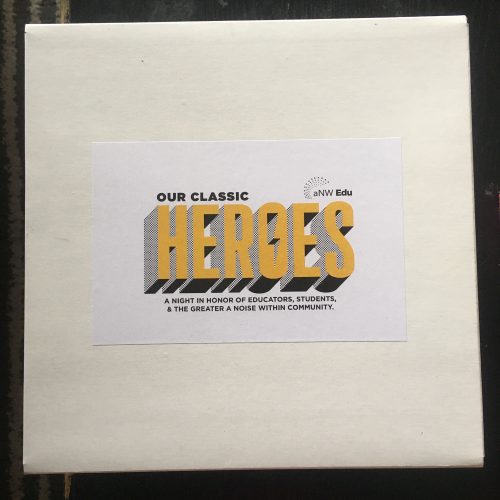 OUR CLASSIC
aNW Edu
HEROES
A NIGHT IN HONOR OF EDUCATORS, STUDENTS,
& THE GREATER A NOISE WITHIN COMMUNITY.